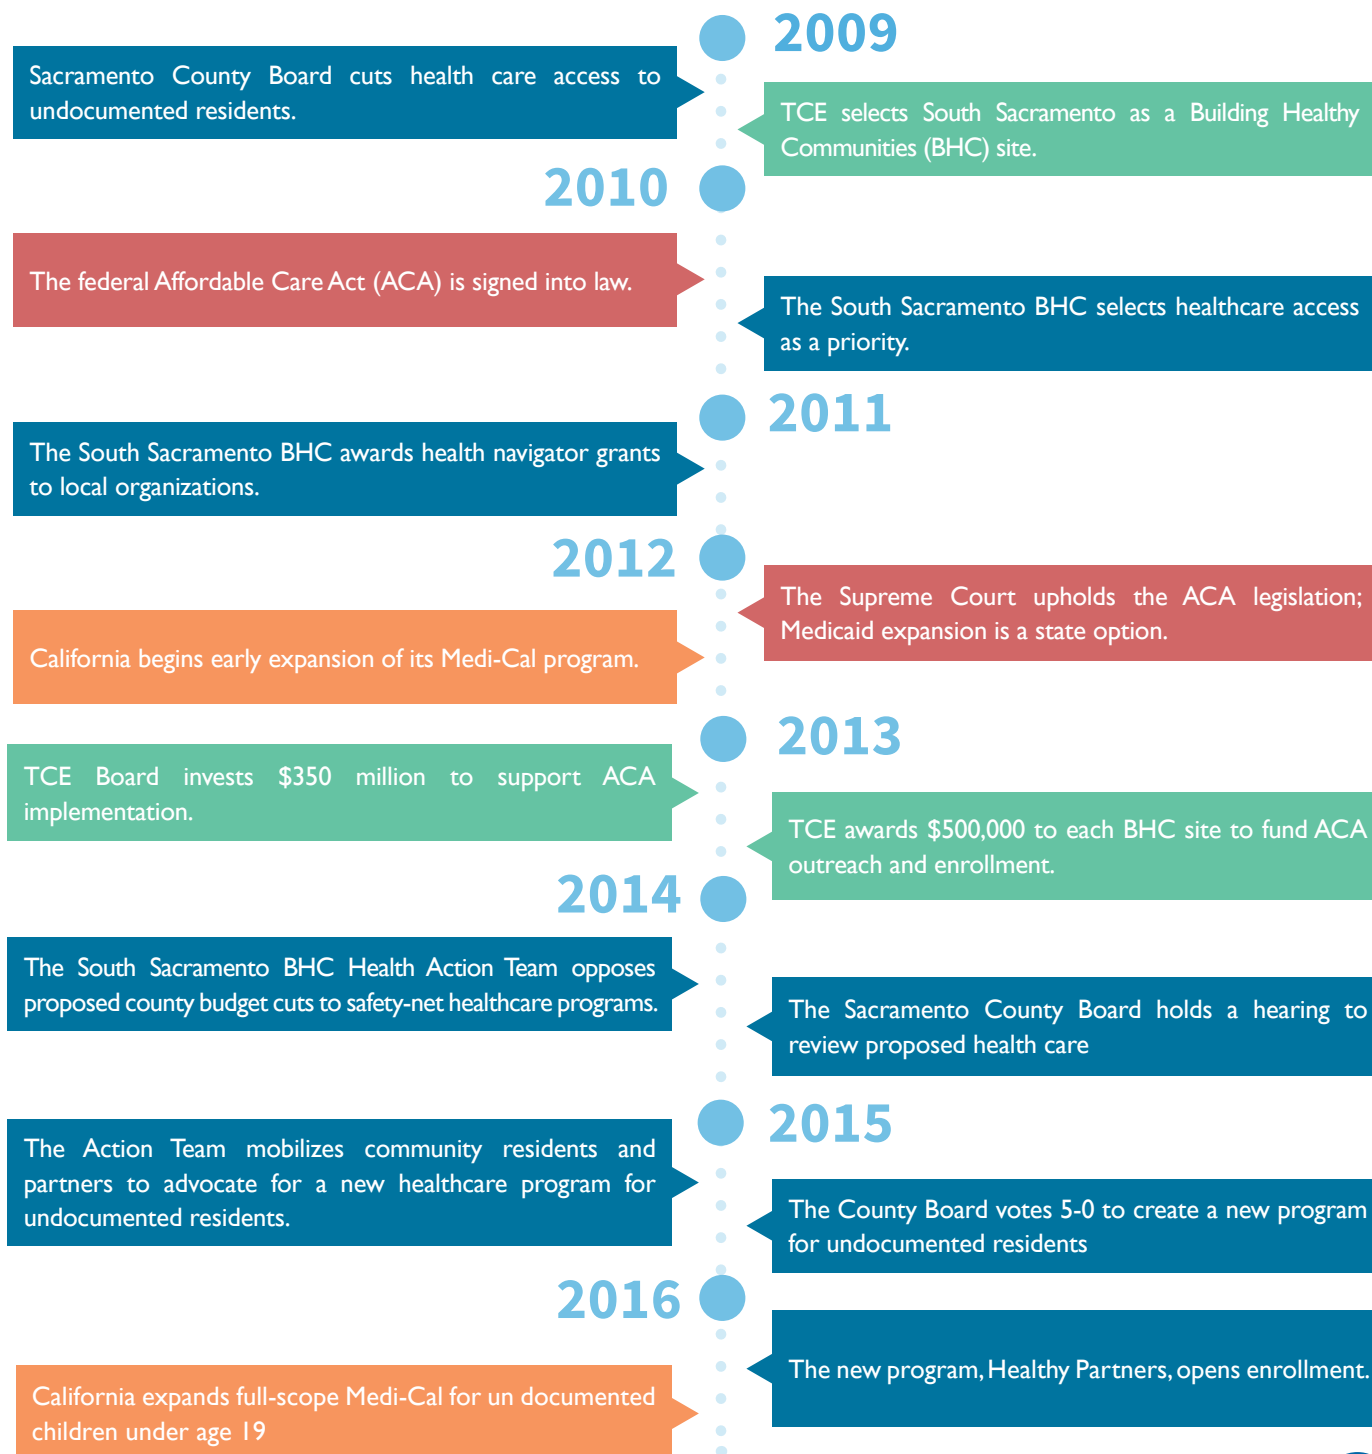 2009
Sacramento County Board cuts health care access to
undocumented residents.
TCE selects South Sacramento as a Building Healthy
Communities (BHC) site.
2010
The federal Affordable Care Act (ACA) is signed into law.
The South Sacramento BHC selects healthcare access
as a priority.
2011
The South Sacramento BHC awards health navigator grants
to local organizations.
2012
The Supreme Court upholds the ACA legislation;
Medicaid expansion is a state option.
California begins early expansion of its Medi-Cal program.
2013
TCE Board invests $350 million to support ACA
implementation.
TCE awards $500,000 to each BHC site to fund ACA
outreach and enrollment.
2014
The South Sacramento BHC Health Action Team opposes
proposed county budget cuts to safety-net healthcare programs.
The Sacramento County Board holds a hearing to
review proposed health care
2015
The Action Team mobilizes community residents and
partners to advocate for a new healthcare program for
undocumented residents.
The County Board votes 5-0 to create a new program
for undocumented residents
2016
The new program, Healthy Partners, opens enrollment.
California expands full-scope Medi-Cal for un documented
children under age 19